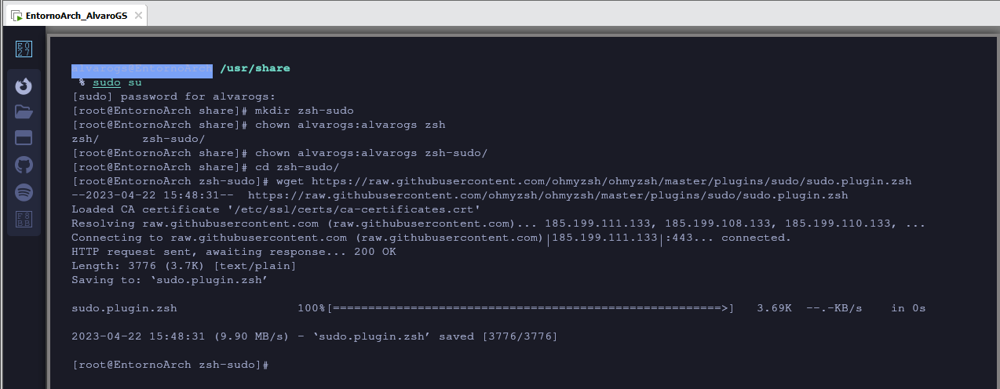 EntornoArch_AlvaroGS
E0
27
alvarogs@EntornoArch /usr/share
% sudo su
[sudo] password for alvarogs:
[root@EntornoArch share]# mkdir zsh-sudo
[root@EntornoArch share]# chown alvarogs:alvarogs zsh
zsh/      zsh-sudo/
[root@EntornoArch share]# chown alvarogs:alvarogs zsh-sudo/
[root@EntornoArch share]# cd zsh-sudo/
[root@EntornoArch zsh-sudo]# wget https://raw.githubusercontent.com/ohmyzsh/ohmyzsh/master/plugins/sudo/sudo.plugin.zsh
--2023-04-22 15:48:31--  https://raw.githubusercontent.com/ohmyzsh/ohmyzsh/master/plugins/sudo/sudo.plugin.zsh
Loaded CA certificate '/etc/ssl/certs/ca-certificates.crt'
Resolving raw.githubusercontent.com (raw.githubusercontent.com)... 185.199.111.133, 185.199.108.133, 185.199.110.133, ...
Connecting to raw.githubusercontent.com (raw.githubusercontent.com)|185.199.111.133|:443... connected.
HTTP request sent, awaiting response... 200 OK
Length: 3776 (3.7K) [text/plain]
Saving to: ‘sudo.plugin.zsh’
sudo.plugin.zsh                 100%[=======================================================>]   3.69K  --.-KB/s    in 0s
2023-04-22 15:48:31 (9.90 MB/s) - ‘sudo.plugin.zsh’ saved [3776/3776]
[root@EntornoArch zsh-sudo]#
F8
BB